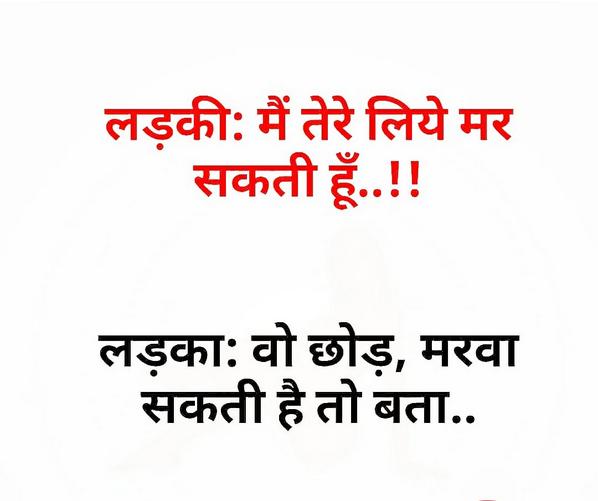 लड़की: मैं तेरे लिये मर
सकती हूँ..!!
लड़का: वो छोड़, मरवा
सकती है तो बता..